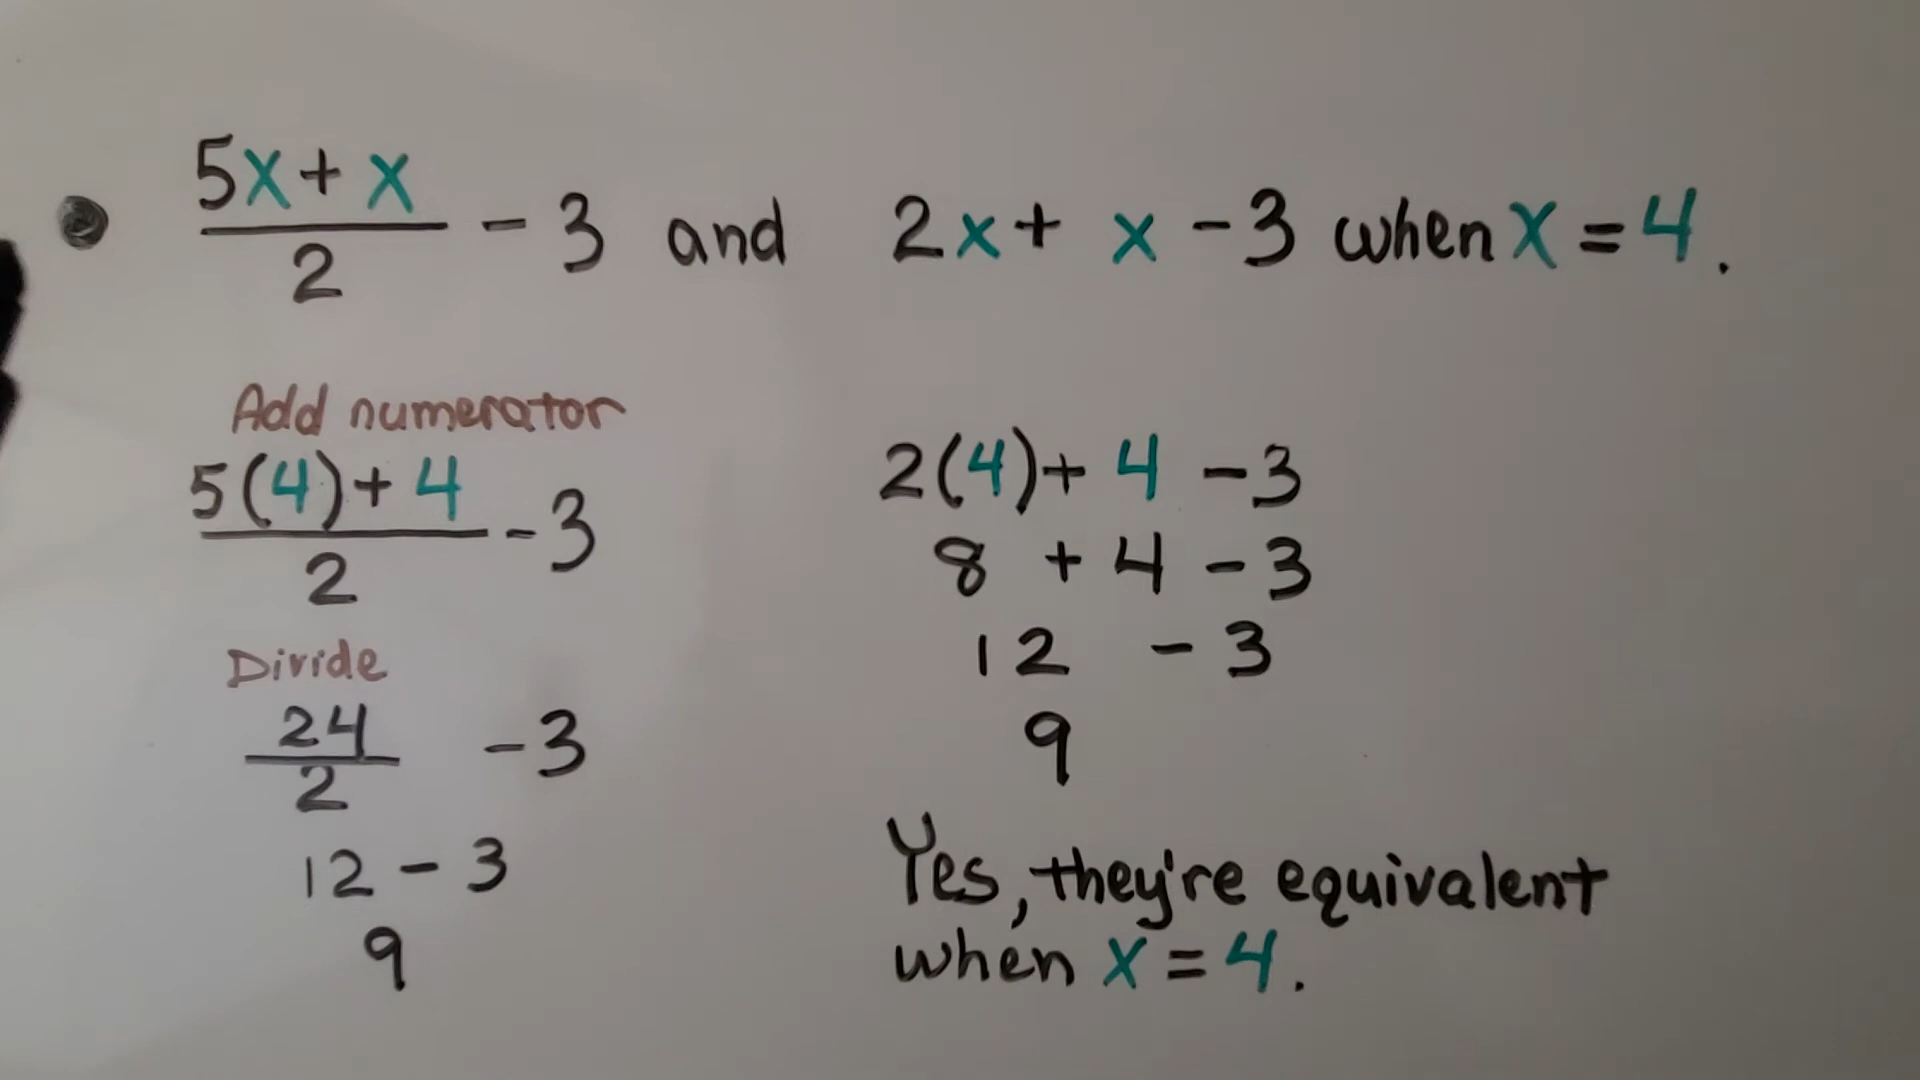 5x + x / 2 - 3 and 2x + x - 3 when x = 4.
Add numerator
5(4) + 4 / 2 - 3
Divide
24 / 2 - 3
12 - 3
9
2(4) + 4 - 3
8 + 4 - 3
12 - 3
9
Yes, they're equivalent
when x = 4.